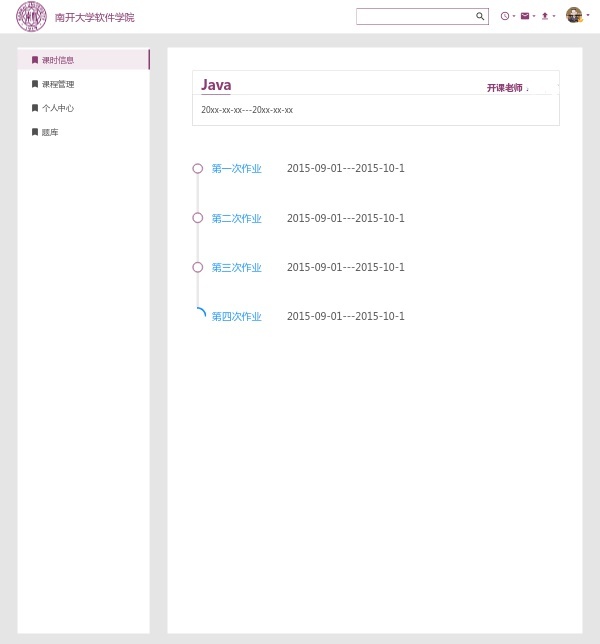 南开大学软件学院
课时信息
课程管理
个人中心
题库
Java
开课老师
20xx-xx-xx---20xx-xx-xx
第一次作业 2015-09-01---2015-10-1
第二次作业 2015-09-01---2015-10-1
第三次作业 2015-09-01---2015-10-1
第四次作业 2015-09-01---2015-10-1